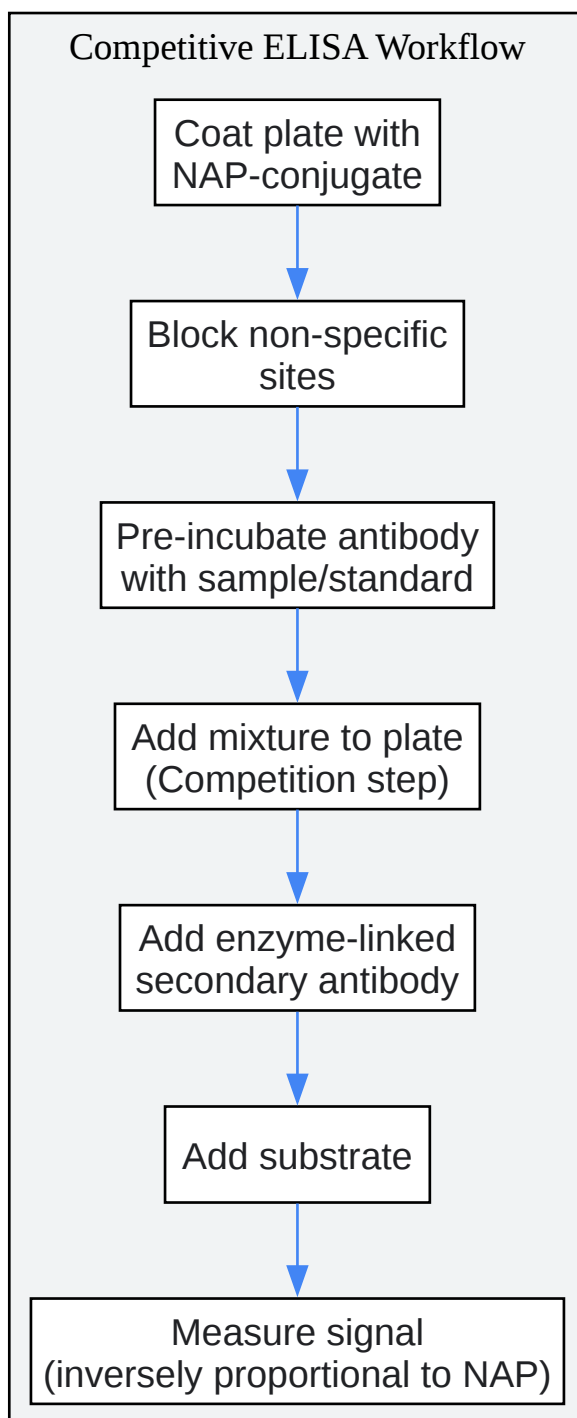 Competitive ELISA Workflow
Coat plate with
NAP-conjugate
Block non-specific
sites
Pre-incubate antibody
with sample/standard
Add mixture to plate
(Competition step)
Add enzyme-linked
secondary antibody
Add substrate
Measure signal
(inversely proportional to NAP)